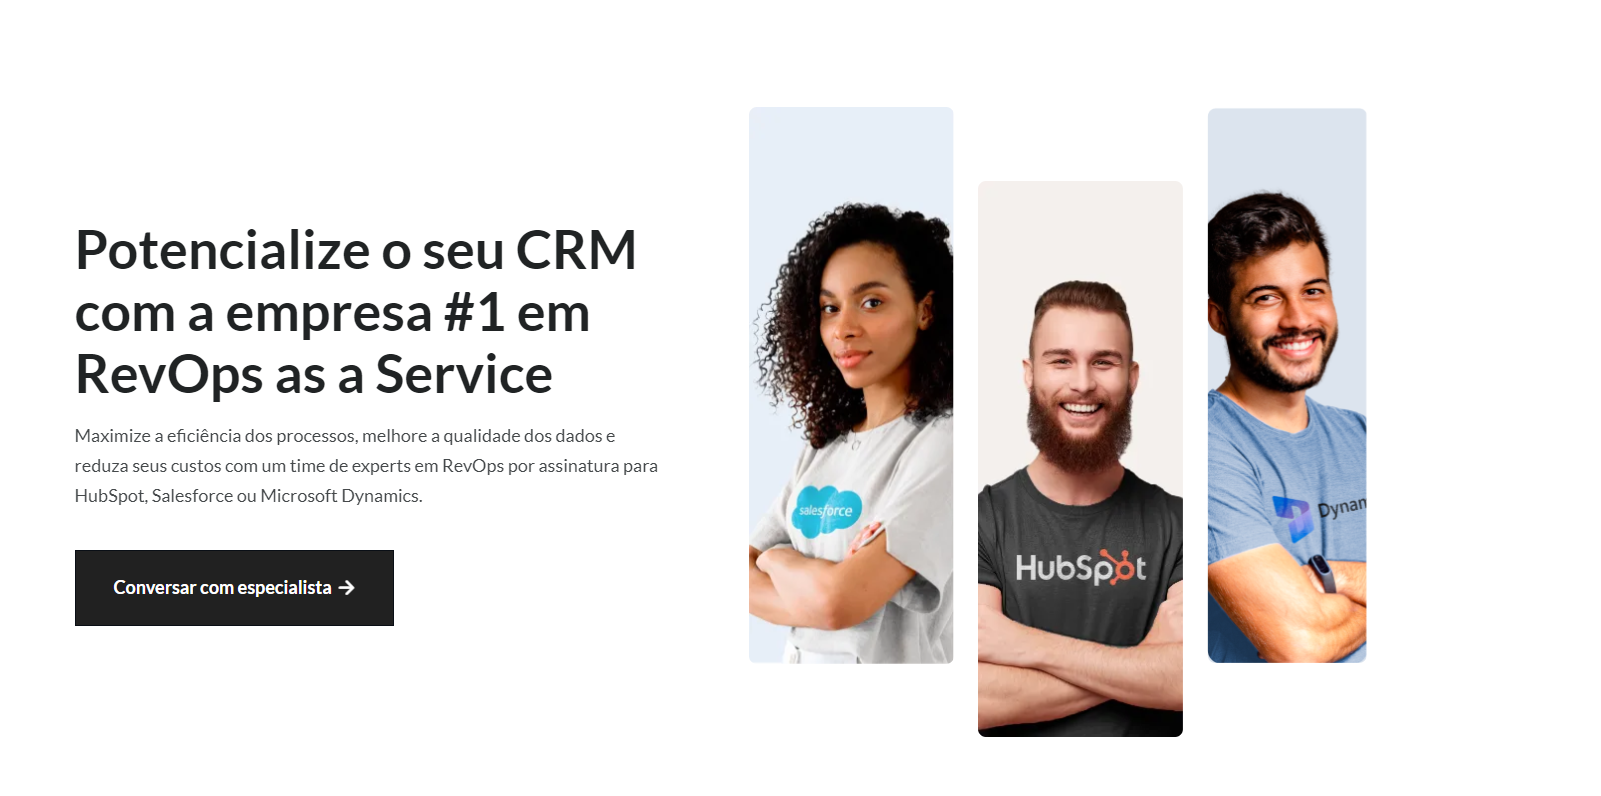 Potencialize o seu CRM
com a empresa #1 em
RevOps as a Service
Maximize a eficiência dos processos, melhore a qualidade dos dados e
reduza seus custos com um time de experts em RevOps por assinatura para
HubSpot, Salesforce ou Microsoft Dynamics.
Conversar com especialista →
salesforce
HubSpot
Dynam